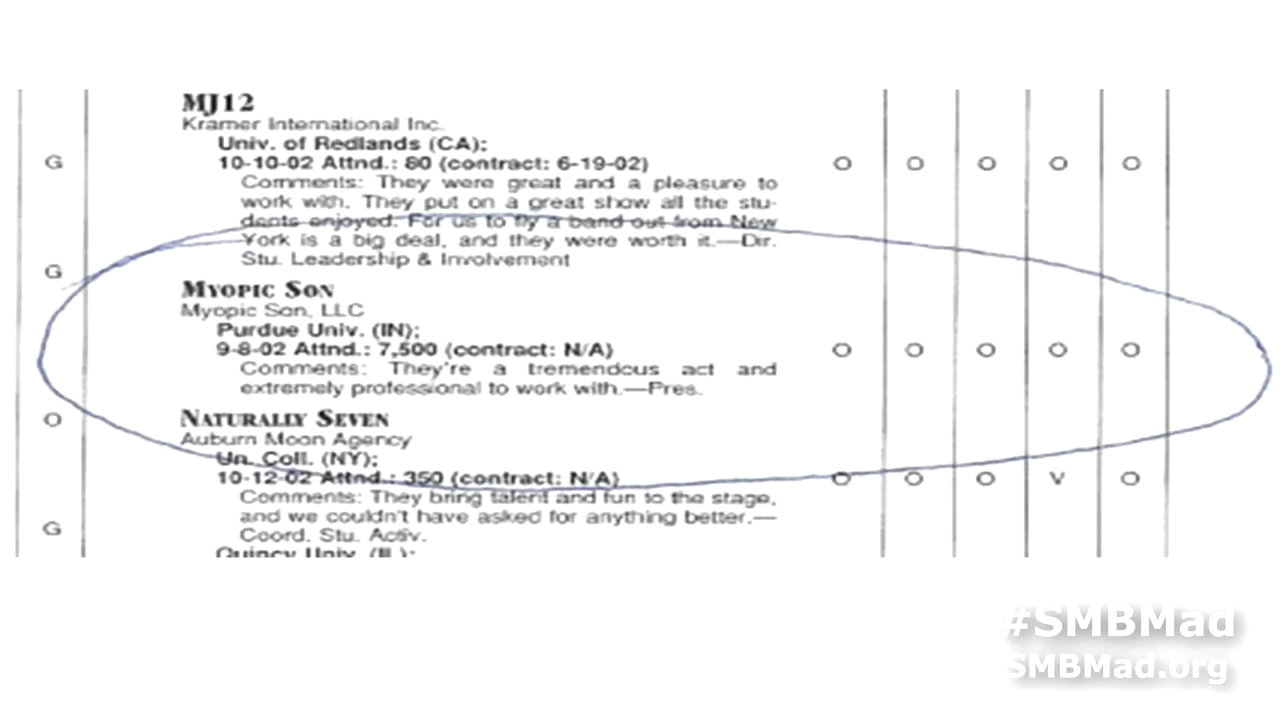 MJ12
Kramer International Inc.
Univ. of Redlands (CA);
G 10-10-02 Attnd.: 80 (contract: 6-19-02) O O O O O
Comments: They were great and a pleasure to
work with. They put on a great show all the stu-
dents enjoyed. For us to fly a band out from New
York is a big deal, and they were worth it.—Dir.
Stu. Leadership & Involvement
G
MYOPIC SON
Myopic Son, LLC
Purdue Univ. (IN);
9-8-02 Attnd.: 7,500 (contract: N/A) O O O O O
Comments: They're a tremendous act and
extremely professional to work with.—Pres.
O NATURALLY SEVEN
Auburn Moon Agency
Un. Coll. (NY);
10-12-02 Attnd.: 350 (contract: N/A) O O O V O
Comments: They bring talent and fun to the stage,
and we couldn't have asked for anything better.—
G Coord. Stu. Activ.
Quincy Univ. (IL);
#SMBMad
SMBMad.org